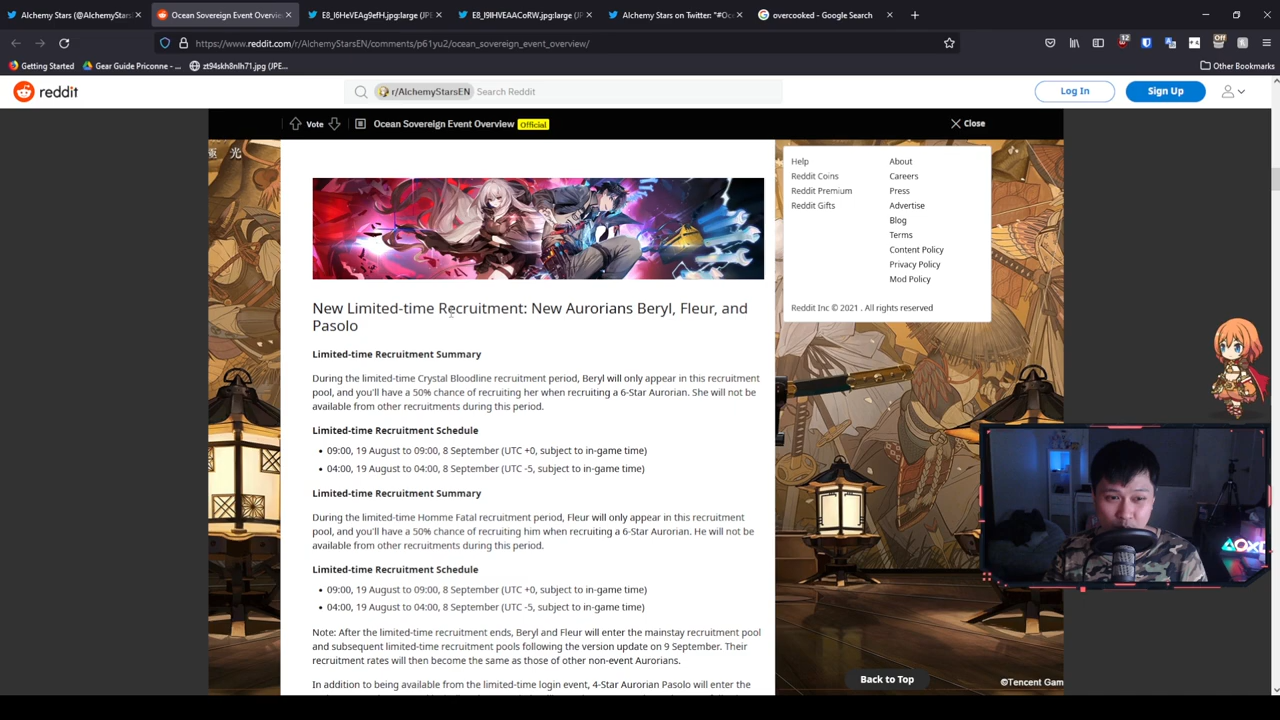 Alchemy Stars (@AlchemyStars
Ocean Sovereign Event Overview
E8_I6HeVEAg9efH.jpg:large (JPE
E8_I9IHVEAACoRW.jpg:large (JPE
Alchemy Stars on Twitter: "#Oc
overcooked - Google Search
https://www.reddit.com/r/AlchemyStarsEN/comments/p61yu2/ocean_sovereign_event_overview/
12
Off
Getting Started
Gear Guide Priconne - ...
zt94skh8nlh71.jpg (JPE...
Other Bookmarks
reddit
r/AlchemyStarsEN
Search Reddit
Log In
Sign Up
Vote
Ocean Sovereign Event Overview
Official
Close
極 光
Help
About
Reddit Coins
Careers
Reddit Premium
Press
Reddit Gifts
Advertise
Blog
Terms
Content Policy
Privacy Policy
Mod Policy
Reddit Inc © 2021 . All rights reserved
New Limited-time Recruitment: New Aurorians Beryl, Fleur, and
Pasolo
Limited-time Recruitment Summary
During the limited-time Crystal Bloodline recruitment period, Beryl will only appear in this recruitment
pool, and you'll have a 50% chance of recruiting her when recruiting a 6-Star Aurorian. She will not be
available from other recruitments during this period.
Limited-time Recruitment Schedule
• 09:00, 19 August to 09:00, 8 September (UTC +0, subject to in-game time)
• 04:00, 19 August to 04:00, 8 September (UTC -5, subject to in-game time)
Limited-time Recruitment Summary
During the limited-time Homme Fatal recruitment period, Fleur will only appear in this recruitment
pool, and you'll have a 50% chance of recruiting him when recruiting a 6-Star Aurorian. He will not be
available from other recruitments during this period.
Limited-time Recruitment Schedule
• 09:00, 19 August to 09:00, 8 September (UTC +0, subject to in-game time)
• 04:00, 19 August to 04:00, 8 September (UTC -5, subject to in-game time)
Note: After the limited-time recruitment ends, Beryl and Fleur will enter the mainstay recruitment pool
and subsequent limited-time recruitment pools following the version update on 9 September. Their
recruitment rates will then become the same as those of other non-event Aurorians.
In addition to being available from the limited-time login event, 4-Star Aurorian Pasolo will enter the
Back to Top
©Tencent Gam